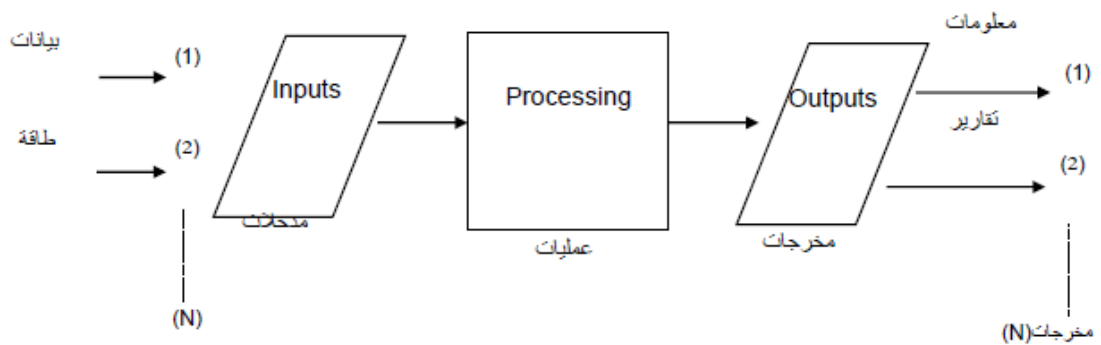 بيانات
(1)
طاقة
(2)
(N)
Inputs
مدخلات
Processing
عمليات
Outputs
مخرجات
معلومات
(1)
تقارير
(2)
مخرجات(N)